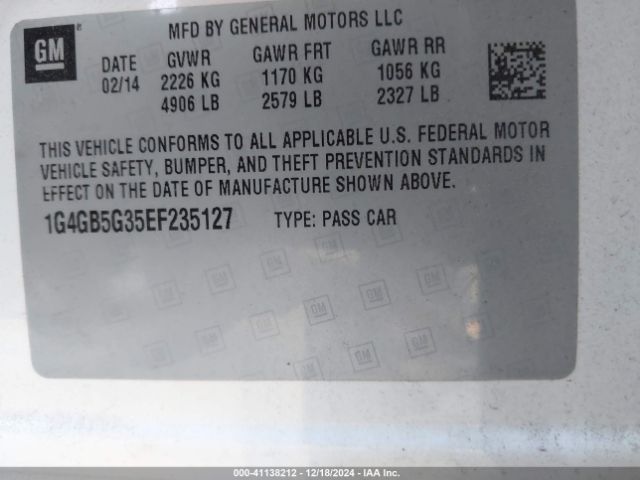 GM
MFD BY GENERAL MOTORS LLC
DATE GVWR GAWR FRT GAWR RR
02/14 2226 KG 1170 KG 1056 KG
4906 LB 2579 LB 2327 LB
THIS VEHICLE CONFORMS TO ALL APPLICABLE U.S. FEDERAL MOTOR
VEHICLE SAFETY, BUMPER, AND THEFT PREVENTION STANDARDS IN
EFFECT ON THE DATE OF MANUFACTURE SHOWN ABOVE.
1G4GB5G35EF235127 TYPE: PASS CAR
000-41138212 - 12/18/2024 - IAA Inc.